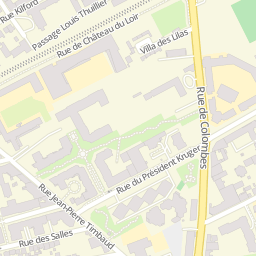 Rue Kilford
Passage Louis Thuillier
Rue de Château du Loir
Villa des Lilas
Rue de Colombes
Rue du Président Kruger
Rue Jean-Pierre Timbaud
Rue des Salles